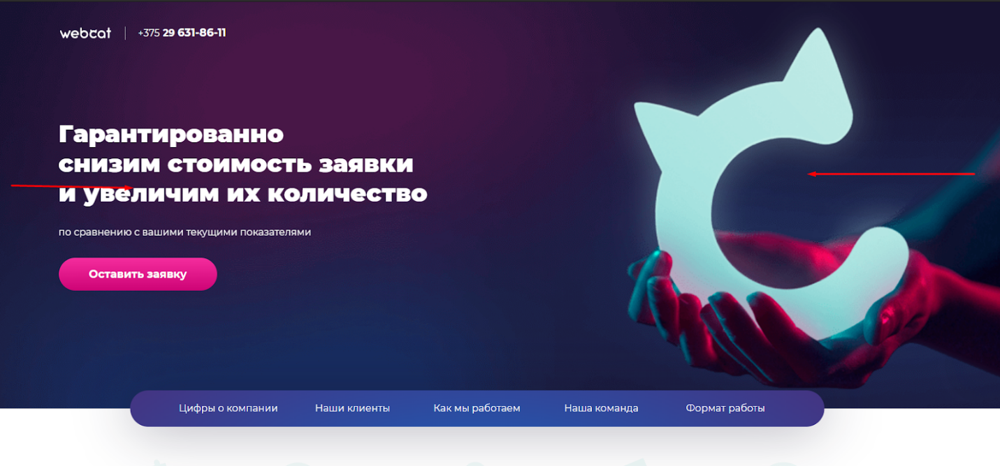 webcat
+375 29 631-86-11
Гарантированно
снизим стоимость заявки
и увеличим их количество
по сравнению с вашими текущими показателями
Оставить заявку
Цифры о компании
Наши клиенты
Как мы работаем
Наша команда
Формат работы